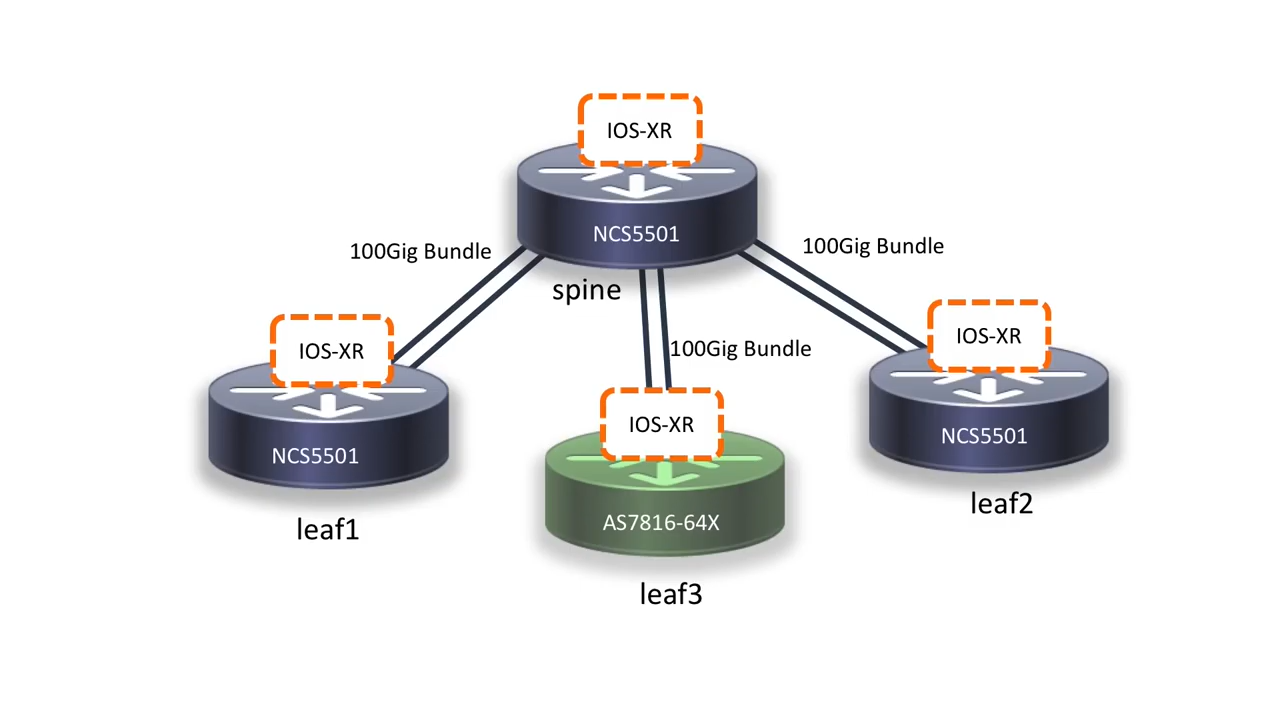 IOS-XR
NCS5501
100Gig Bundle
100Gig Bundle
spine
IOS-XR
NCS5501
leaf1
100Gig Bundle
IOS-XR
AS7816-64X
leaf3
IOS-XR
NCS5501
leaf2